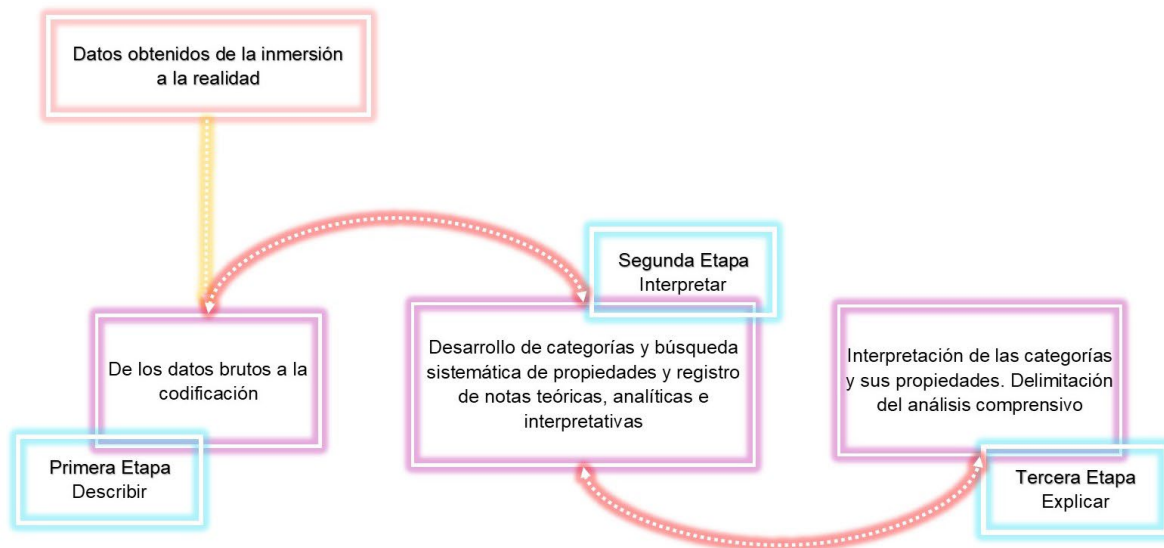 Datos obtenidos de la inmersión
a la realidad
Segunda Etapa
Interpretar
De los datos brutos a la
codificación
Desarrollo de categorías y búsqueda
sistemática de propiedades y registro
de notas teóricas, analíticas e
interpretativas
Interpretación de las categorías
y sus propiedades. Delimitación
del análisis comprensivo
Primera Etapa
Describir
Tercera Etapa
Explicar